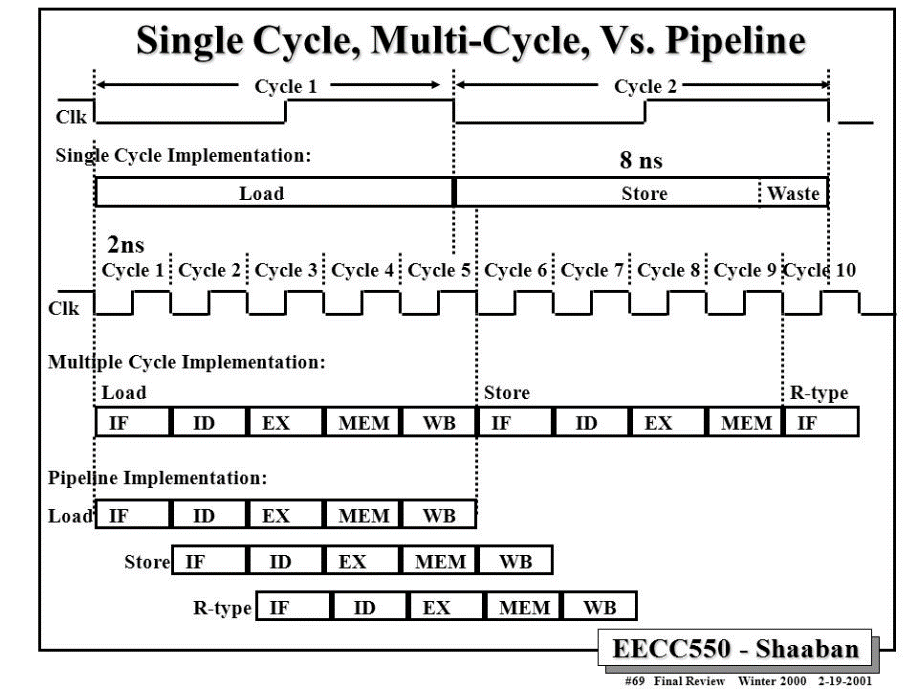 Single Cycle, Multi-Cycle, Vs. Pipeline
Cycle 1 Cycle 2
Clk
Single Cycle Implementation:
8 ns
Load Store Waste
2ns
Cycle 1 Cycle 2 Cycle 3 Cycle 4 Cycle 5 Cycle 6 Cycle 7 Cycle 8 Cycle 9 Cycle 10
Clk
Multiple Cycle Implementation:
Load Store R-type
IF ID EX MEM WB IF ID EX MEM IF
Pipeline Implementation:
Load IF ID EX MEM WB
Store IF ID EX MEM WB
R-type IF ID EX MEM WB
EECC550 - Shaaban
#69 Final Review Winter 2000 2-19-2001